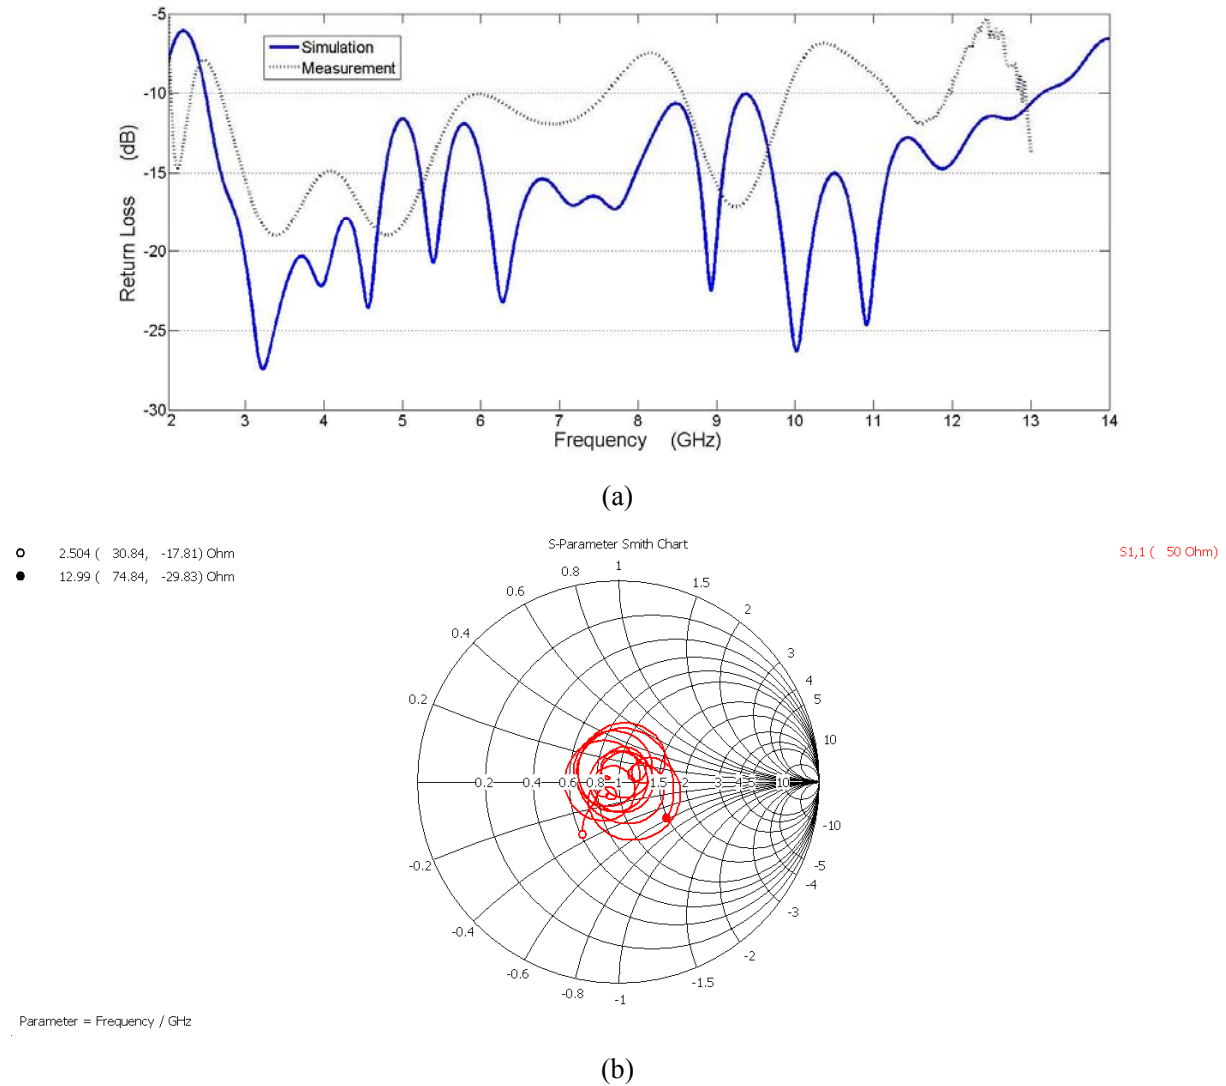 -5
-10
-15
-20
-25
-30
Return Loss (dB)
Simulation
Measurement
2 3 4 5 6 7 8 9 10 11 12 13 14
Frequency (GHz)
(a)
2.504 ( 30.84, -17.81) Ohm
12.99 ( 74.84, -29.83) Ohm
S-Parameter Smith Chart
S1,1 ( 50 Ohm)
1
0.8
1.5
0.6
2
0.4
3
4
0.2
5
10
0.2 0.4 0.6 0.8 1 1.5 2 3 4 5 10
-10
-0.2
-5
-4
-3
-0.4
-2
-0.6
-1.5
-0.8
-1
Parameter = Frequency / GHz
(b)